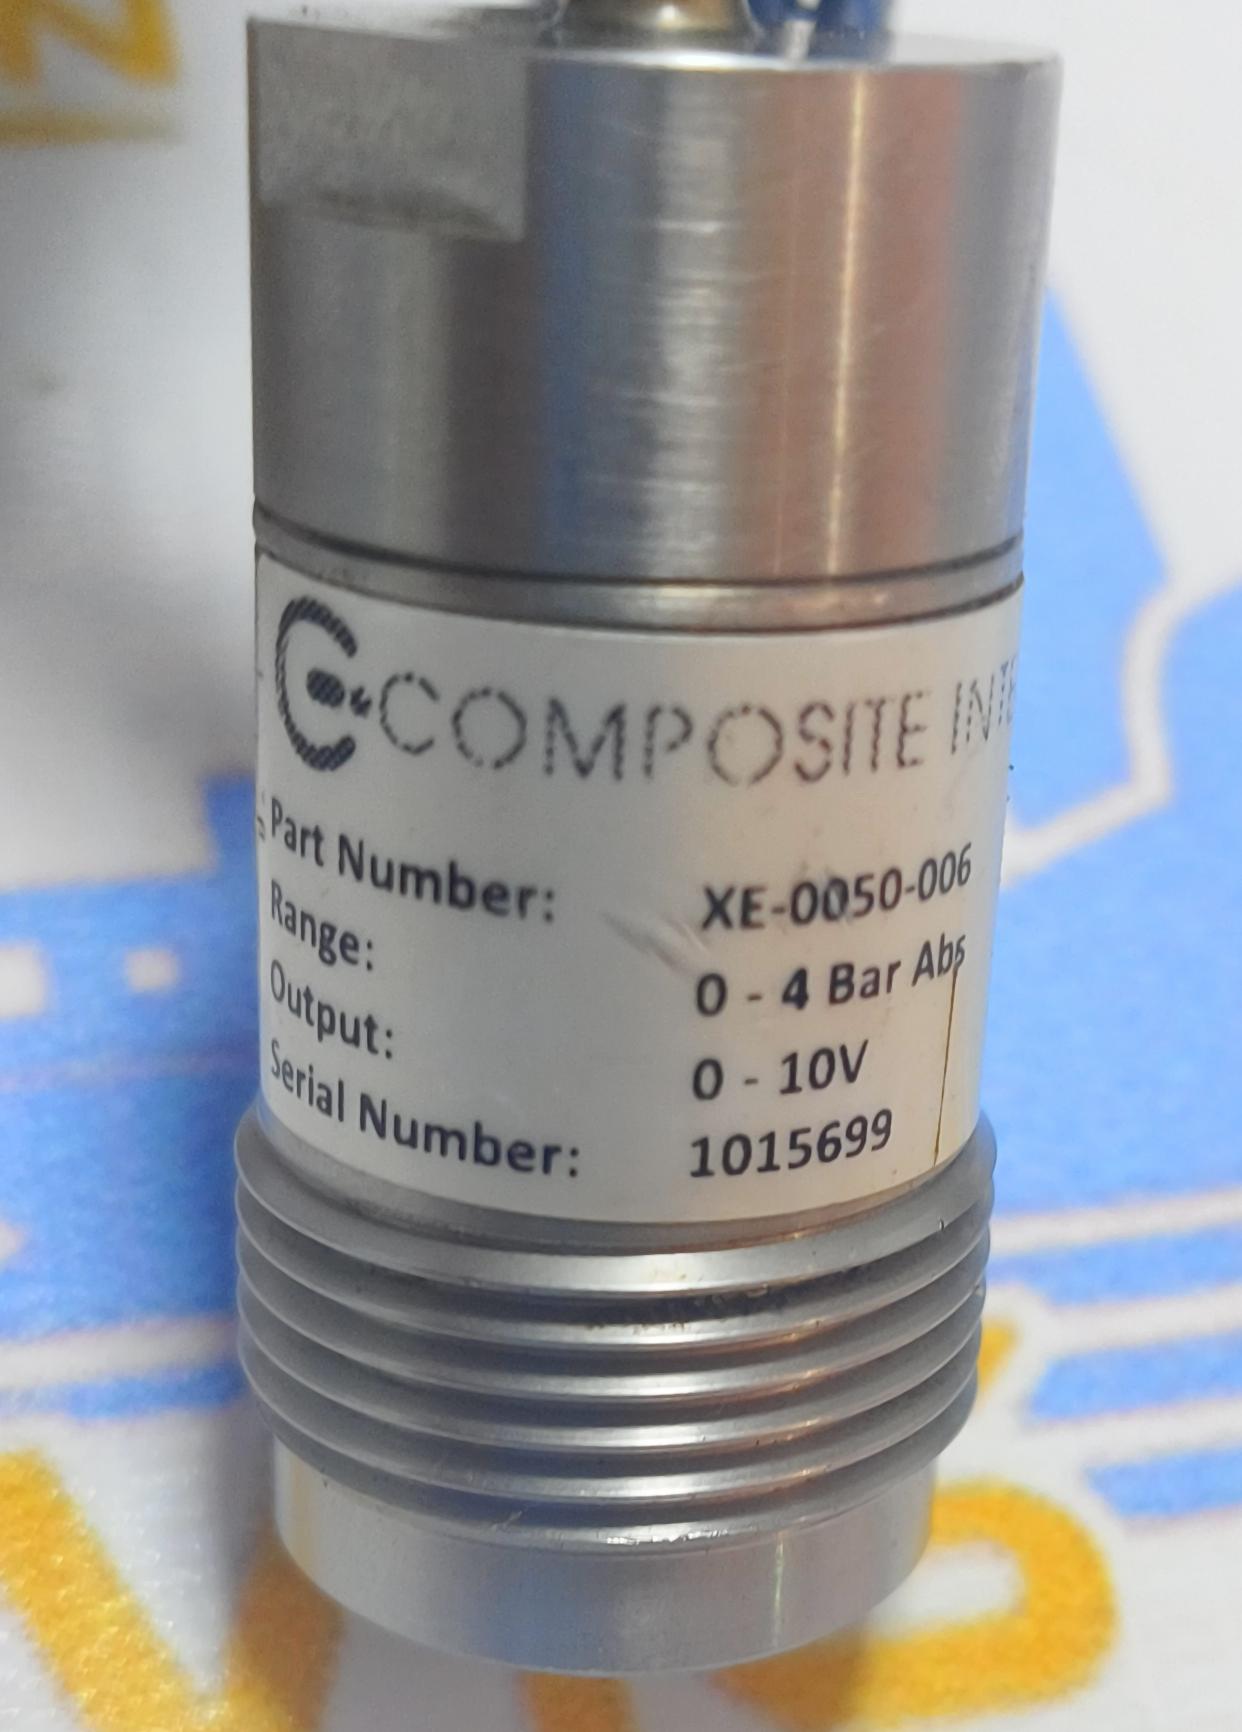 COMPOSITE
Part Number: XE-0050-006
Range: 0 - 4 Bar Abs
Output: 0 - 10V
Serial Number: 1015699